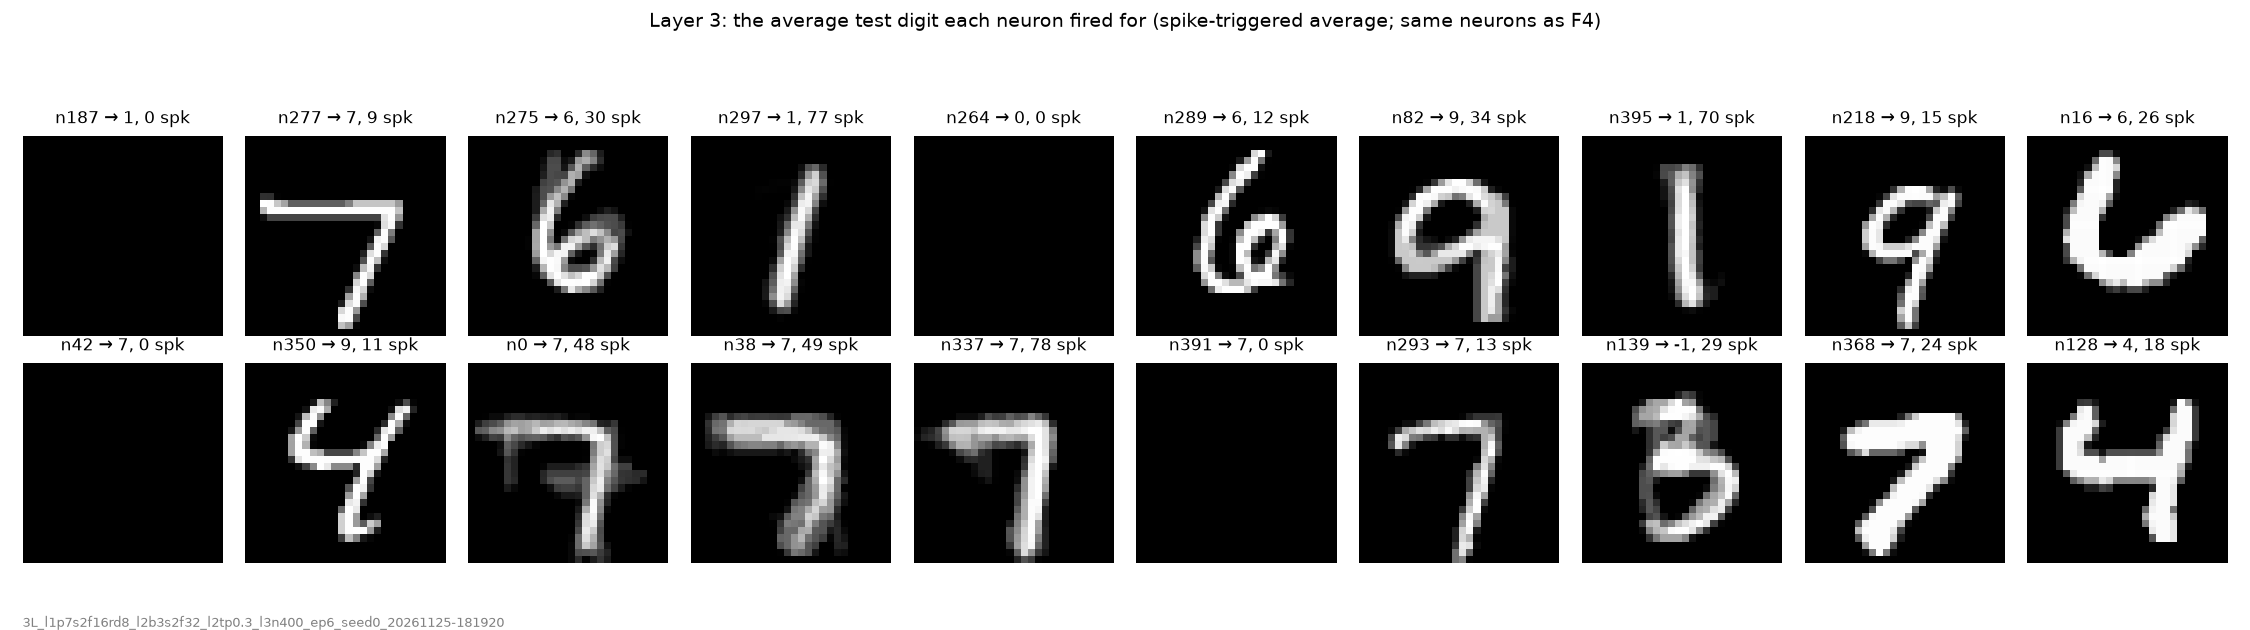 Layer 3: the average test digit each neuron fired for (spike-triggered average; same neurons as F4)
n187 → 1, 0 spk
n277 → 7, 9 spk
n275 → 6, 30 spk
n297 → 1, 77 spk
n264 → 0, 0 spk
n289 → 6, 12 spk
n82 → 9, 34 spk
n395 → 1, 70 spk
n218 → 9, 15 spk
n16 → 6, 26 spk
n42 → 7, 0 spk
n350 → 9, 11 spk
n0 → 7, 48 spk
n38 → 7, 49 spk
n337 → 7, 78 spk
n391 → 7, 0 spk
n293 → 7, 13 spk
n139 → -1, 29 spk
n368 → 7, 24 spk
n128 → 4, 18 spk
3L_l1p7s2f16rd8_l2b3s2f32_l2tp0.3_l3n400_ep6_seed0_20261125-181920